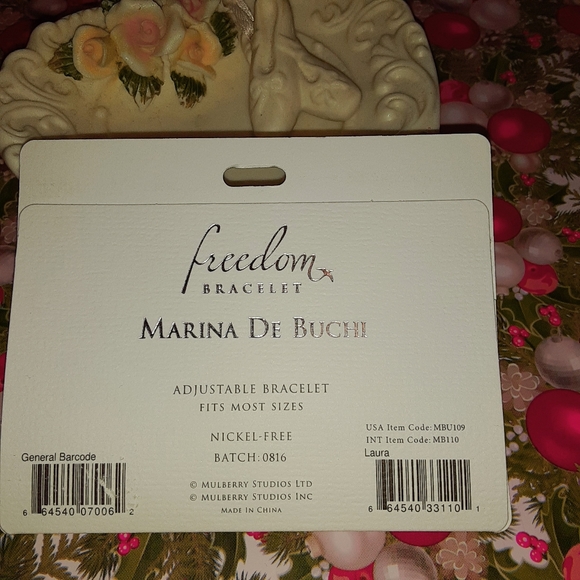 freedom
BRACELET
MARINA DE BUCHI
ADJUSTABLE BRACELET
FITS MOST SIZES
NICKEL-FREE
BATCH: 0816
USA Item Code: MBU109
INT Item Code: MB110
General Barcode
Laura
6 64540 07006 2
6 64540 33110 1
© MULBERRY STUDIOS LTD
© MULBERRY STUDIOS INC
MADE IN CHINA